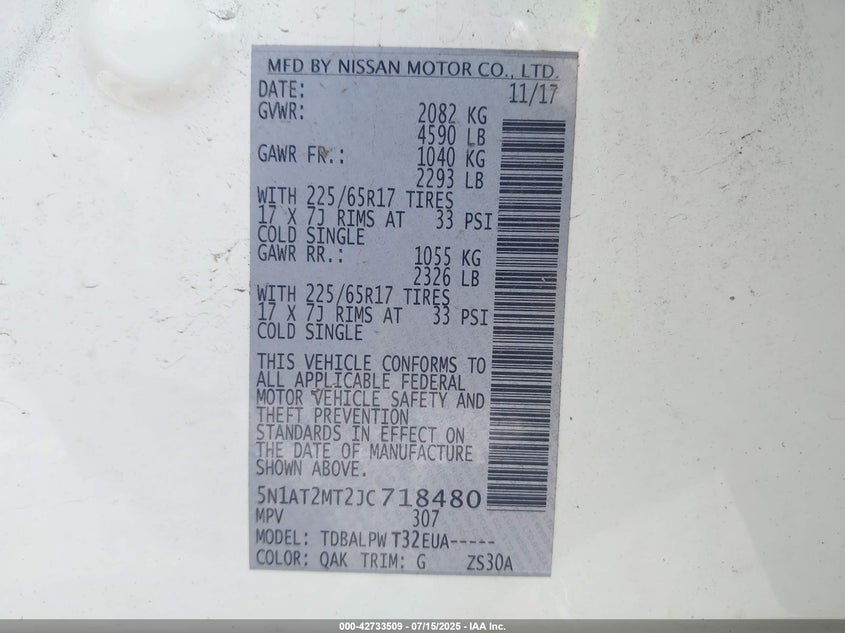 MFD BY NISSAN MOTOR CO., LTD.
DATE: 11/17
GVWR: 2082 KG
4590 LB
GAWR FR.: 1040 KG
2293 LB
WITH 225/65R17 TIRES
17 X 7J RIMS AT 33 PSI
COLD SINGLE
GAWR RR.: 1055 KG
2326 LB
WITH 225/65R17 TIRES
17 X 7J RIMS AT 33 PSI
COLD SINGLE
THIS VEHICLE CONFORMS TO
ALL APPLICABLE FEDERAL
MOTOR VEHICLE SAFETY AND
THEFT PREVENTION
STANDARDS IN EFFECT ON
THE DATE OF MANUFACTURE
SHOWN ABOVE.
5N1AT2MT2JC718480
MPV 307
MODEL: TDBALPW T32EUA-----
COLOR: QAK TRIM: G ZS30A
000-42733509 - 07/15/2025 - IAA Inc.